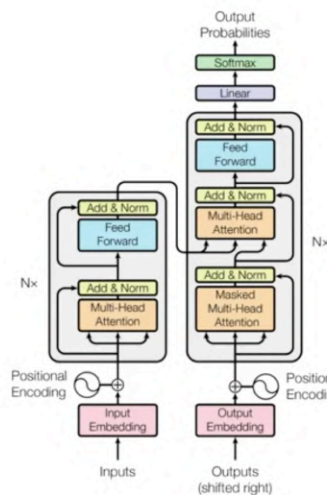 Output
Probabilities
Softmax
Linear
Add & Norm
Feed
Forward
Add & Norm
Multi-Head
Attention
Add & Norm
Masked
Multi-Head
Attention
Nx
Add & Norm
Feed
Forward
Nx
Add & Norm
Multi-Head
Attention
Positional
Encoding
Input
Embedding
Inputs
Output
Embedding
Outputs
(shifted right)